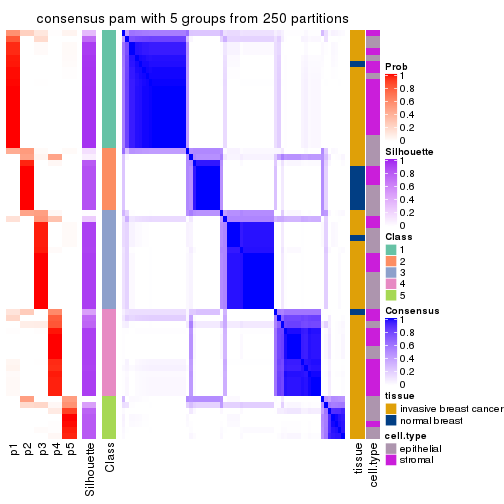 consensus pam with 5 groups from 250 partitions
Prob
1
0.8
0.6
0.4
0.2
0
Silhouette
1
0.8
0.6
0.4
0.2
0
Class
1
2
3
4
5
Consensus
1
0.8
0.6
0.4
0.2
0
tissue
invasive breast cancer
normal breast
cell.type
epithelial
stromal
p1
p2
p3
p4
p5
Silhouette
Class
tissue
cell.type